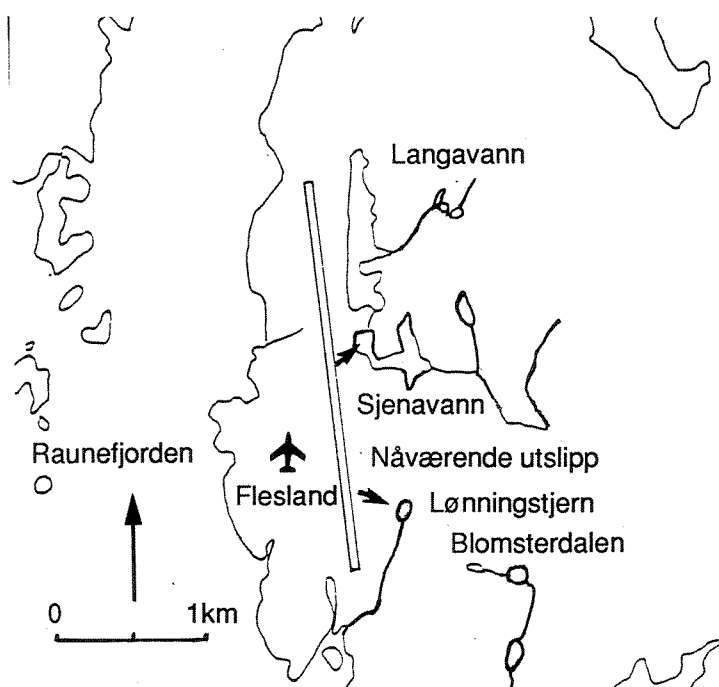 Langavann
Sjenavann
Raunefjorden
Nåværende utslipp
Flesland
Lønningstjern
Blomsterdalen
0 1km